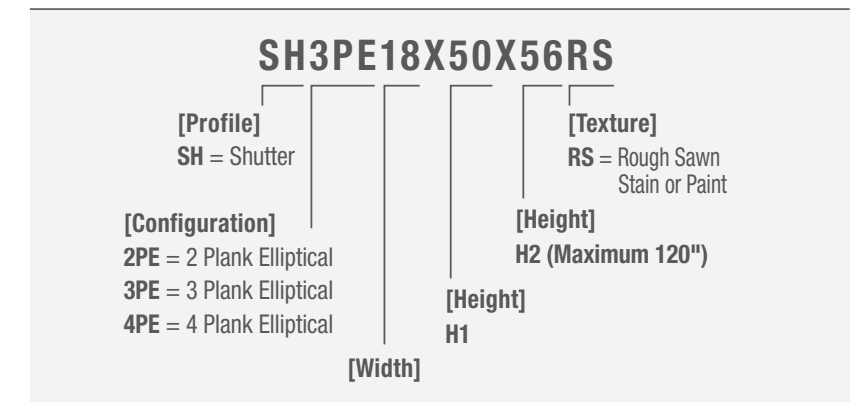 SH3PE18X50X56RS
[Profile]
SH = Shutter
[Texture]
RS = Rough Sawn
Stain or Paint
[Configuration]
2PE = 2 Plank Elliptical
3PE = 3 Plank Elliptical
4PE = 4 Plank Elliptical
[Height]
H2 (Maximum 120")
[Height]
H1
[Width]